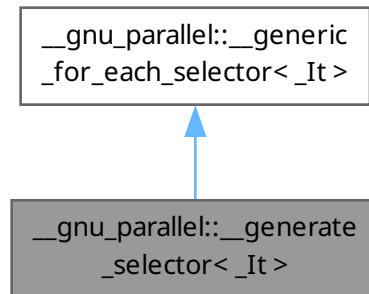 __gnu_parallel::__generic
_for_each_selector< _It >
__gnu_parallel::__generate
_selector< _It >